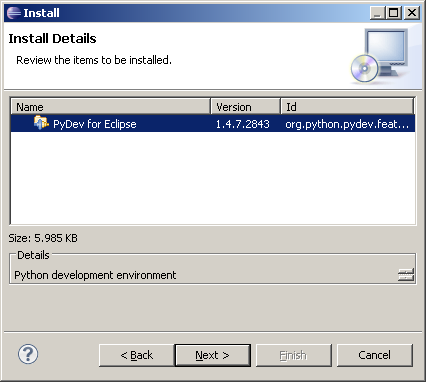 Install
Install Details
Review the items to be installed.
Name Version Id
PyDev for Eclipse 1.4.7.2843 org.python.pydev.feat...
Size: 5.985 KB
Details
Python development environment
? < Back Next > Finish Cancel